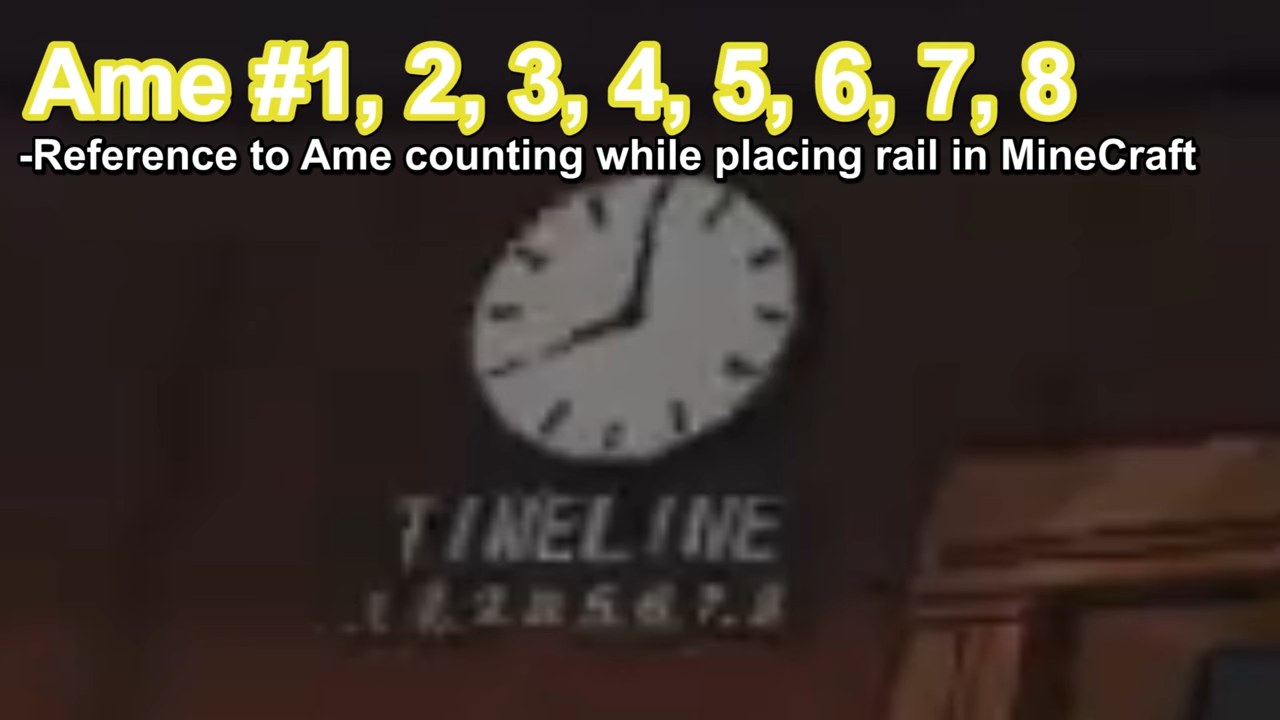 Ame #1, 2, 3, 4, 5, 6, 7, 8
-Reference to Ame counting while placing rail in MineCraft
TIMELINE